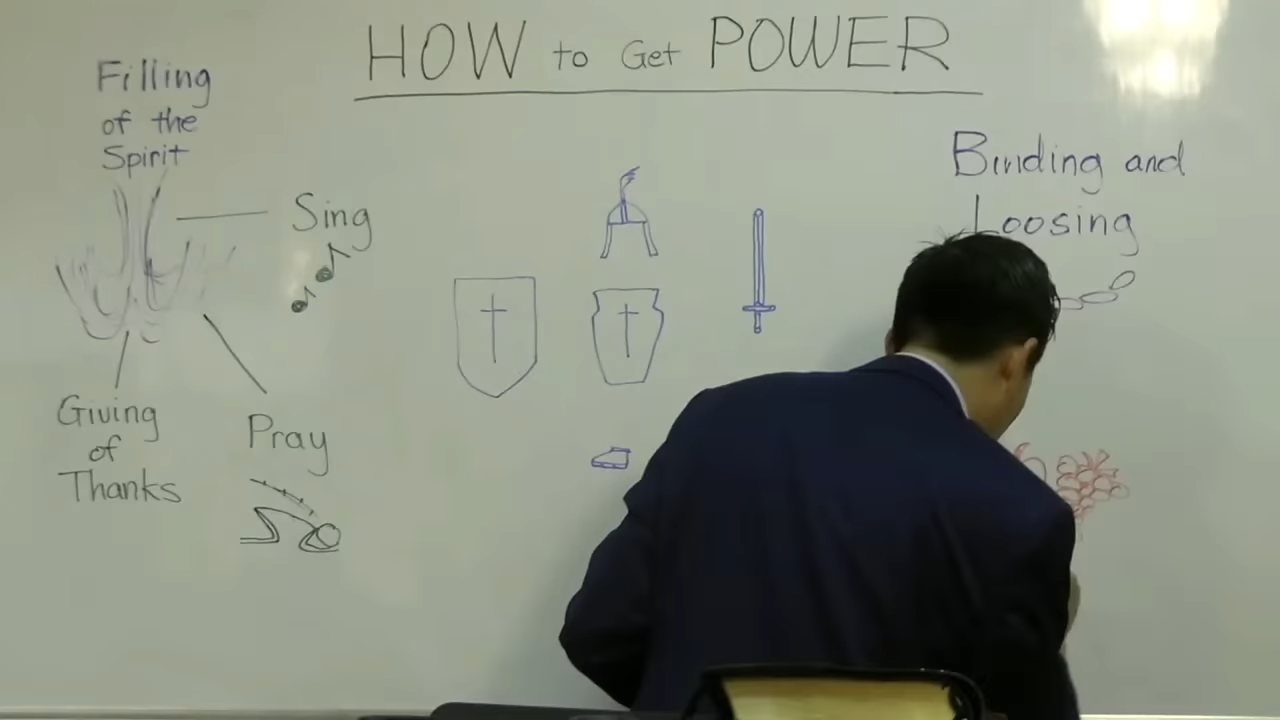 HOW to Get POWER
Filling
of the
Spirit
Sing
Giving
of
Thanks
Pray
Binding and
Loosing